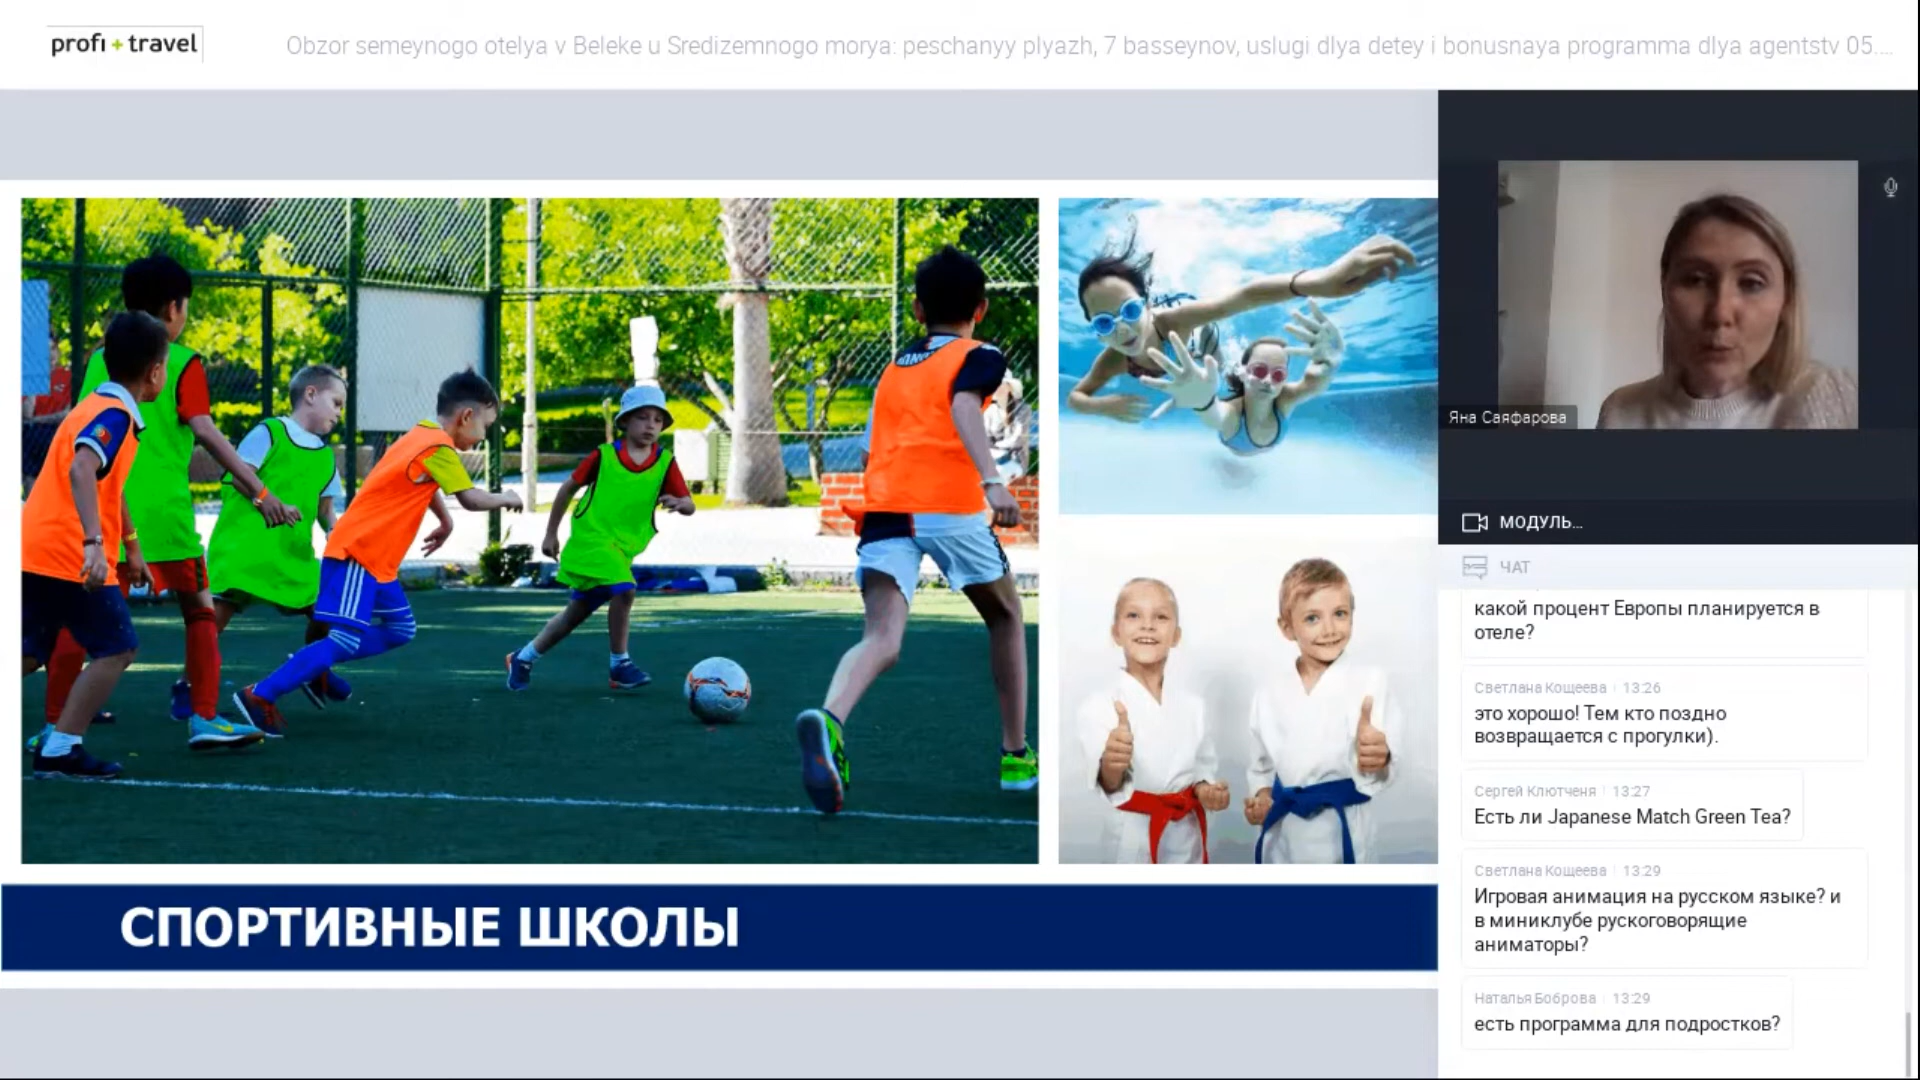 profi + travel
Obzor semeynogo otelya v Beleke u Sredizemnogo morya: peschanyy plyazh, 7 basseynov, uslugi dlya detey i bonusnaya programma dlya agentstv 05....
Яна Саяфарова
МОДУЛЬ...
ЧАТ
какой процент Европы планируется в
отеле?
Светлана Кощеева | 13:26
это хорошо! Тем кто поздно
возвращается с прогулки).
Сергей Клютченя | 13:27
Есть ли Japanese Match Green Tea?
Светлана Кощеева | 13:29
Игровая анимация на русском языке? и
в миниклубе рускоговорящие
аниматоры?
Наталья Боброва | 13:29
есть программа для подростков?
СПОРТИВНЫЕ ШКОЛЫ